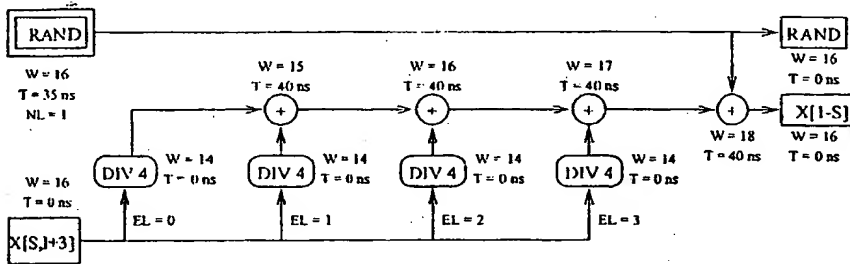 RAND
RAND
W = 16
T = 35 ns
NL = 1
W = 15
T = 40 ns
W = 16
T = 40 ns
W = 17
T = 40 ns
W = 16
T = 0 ns
+
+
+
+
X[1-S]
W = 18
T = 40 ns
W = 16
T = 0 ns
W = 16
T = 0 ns
DIV 4
W = 14
T = 0 ns
DIV 4
W = 14
T = 0 ns
DIV 4
W = 14
T = 0 ns
DIV 4
W = 14
T = 0 ns
X[S,I+3]
EL = 0
EL = 1
EL = 2
EL = 3